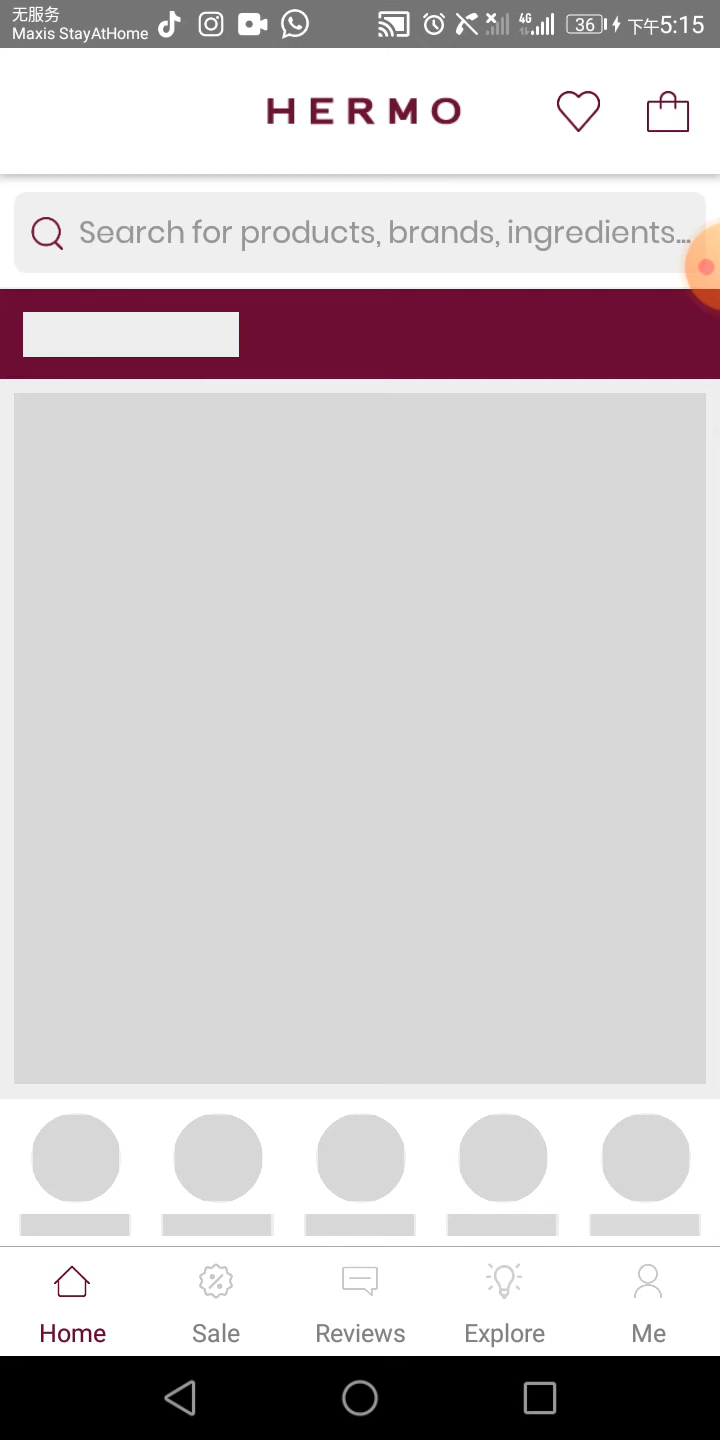 无服务
Maxis StayAtHome
4G
36
下午5:15
HERMO
Search for products, brands, ingredients...
Home
Sale
Reviews
Explore
Me